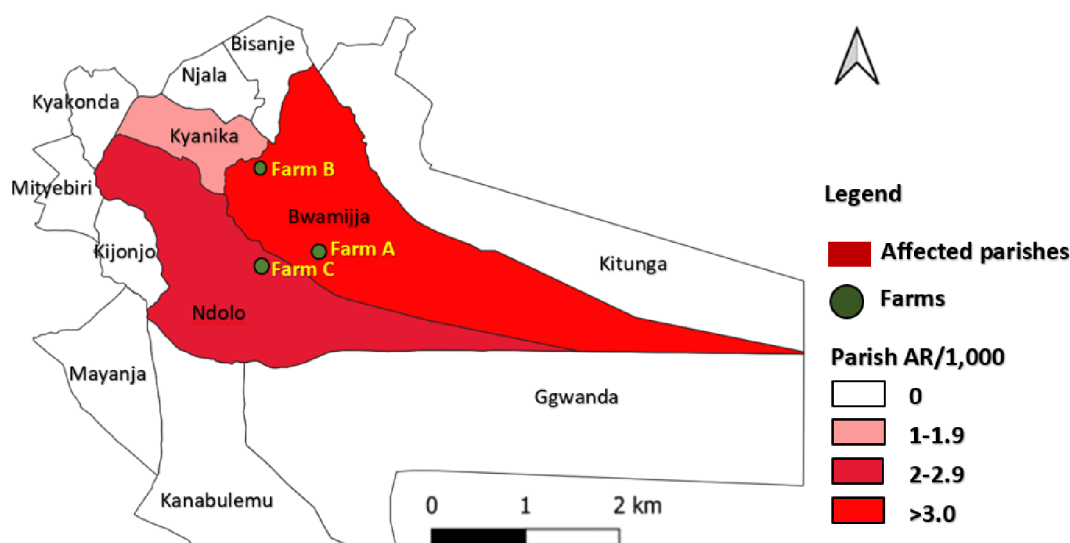 Bisanje
Njala
Kyakonda
Kyanika
Farm B
Mityebiri
Bwamijja
Farm A
Kijonjo
Farm C
Kitunga
Ndolo
Mayanja
Ggwanda
Kanabulemu
0 1 2 km
Legend
Affected parishes
Farms
Parish AR/1,000
0
1-1.9
2-2.9
>3.0